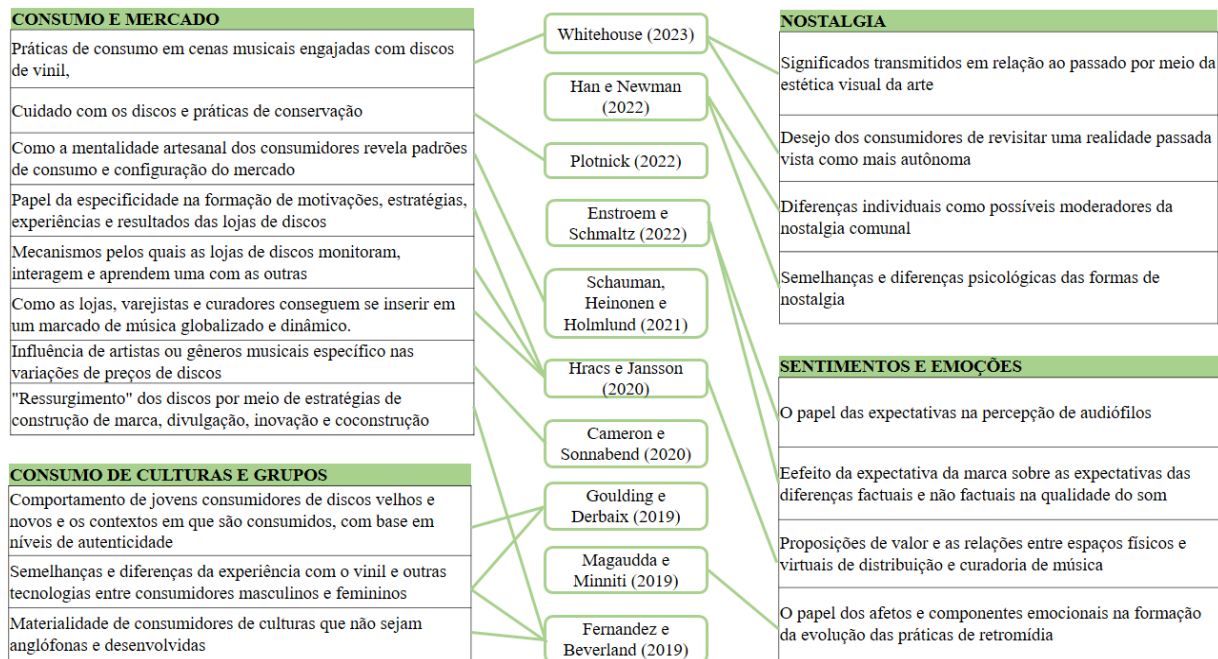 CONSUMO E MERCADO
Práticas de consumo em cenas musicais engajadas com discos
de vinil,
Cuidado com os discos e práticas de conservação
Como a mentalidade artesanal dos consumidores revela padrões
de consumo e configuração do mercado
Papel da especificidade na formação de motivações, estratégias,
experiências e resultados das lojas de discos
Mecanismos pelos quais as lojas de discos monitoram,
interagem e aprendem uma com as outras
Como as lojas, varejistas e curadores conseguem se inserir em
um marcado de música globalizado e dinâmico.
Influência de artistas ou gêneros musicais específico nas
variações de preços de discos
"Ressurgimento" dos discos por meio de estratégias de
construção de marca, divulgação, inovação e coconstrução
CONSUMO DE CULTURAS E GRUPOS
Comportamento de jovens consumidores de discos velhos e
novos e os contextos em que são consumidos, com base em
níveis de autenticidade
Semelhanças e diferenças da experiência com o vinil e outras
tecnologias entre consumidores masculinos e femininos
Materialidade de consumidores de culturas que não sejam
anglófonas e desenvolvidas
Whitehouse (2023)
Han e Newman
(2022)
Plotnick (2022)
Enstroem e
Schmaltz (2022)
Schauman,
Heinonen e
Holmlund (2021)
Hracs e Jansson
(2020)
Cameron e
Sonnabend (2020)
Goulding e
Derbaix (2019)
Magaudda e
Minniti (2019)
Fernandez e
Beverland (2019)
NOSTALGIA
Significados transmitidos em relação ao passado por meio da
estética visual da arte
Desejo dos consumidores de revisitar uma realidade passada
vista como mais autônoma
Diferenças individuais como possíveis moderadores da
nostalgia comunal
Semelhanças e diferenças psicológicas das formas de
nostalgia
SENTIMENTOS E EMOÇÕES
O papel das expectativas na percepção de audiófilos
Eefeito da expectativa da marca sobre as expectativas das
diferenças factuais e não factuais na qualidade do som
Proposições de valor e as relações entre espaços físicos e
virtuais de distribuição e curadoria de música
O papel dos afetos e componentes emocionais na formação
da evolução das práticas de retromídia